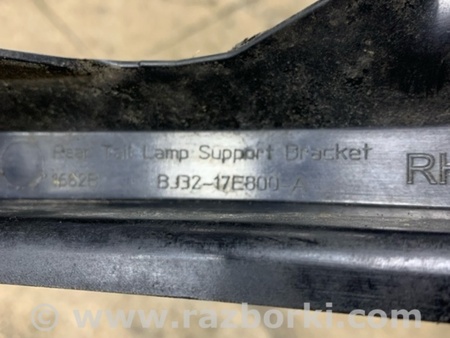 Rear Tail Lamp Support Bracket
BJ32-17E800 A
RH
www.razborki.com